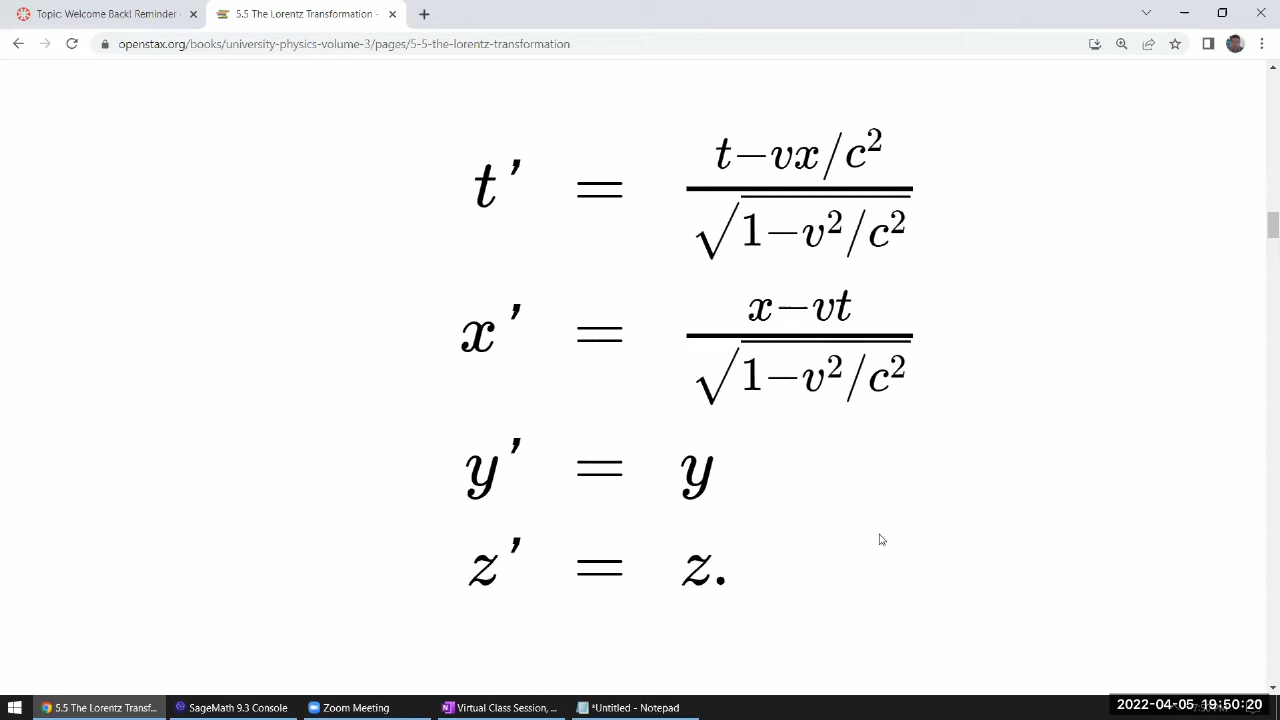 Topic: Welcome Back! Reminder
5.5 The Lorentz Transformation -
openstax.org/books/university-physics-volume-3/pages/5-5-the-lorentz-transformation
t' = t−vx/c² / √1−v²/c²
x' = x−vt / √1−v²/c²
y' = y
z' = z.
5.5 The Lorentz Transf...
SageMath 9.3 Console
Zoom Meeting
Virtual Class Session, ...
*Untitled - Notepad
2022-04-05 19:50:20